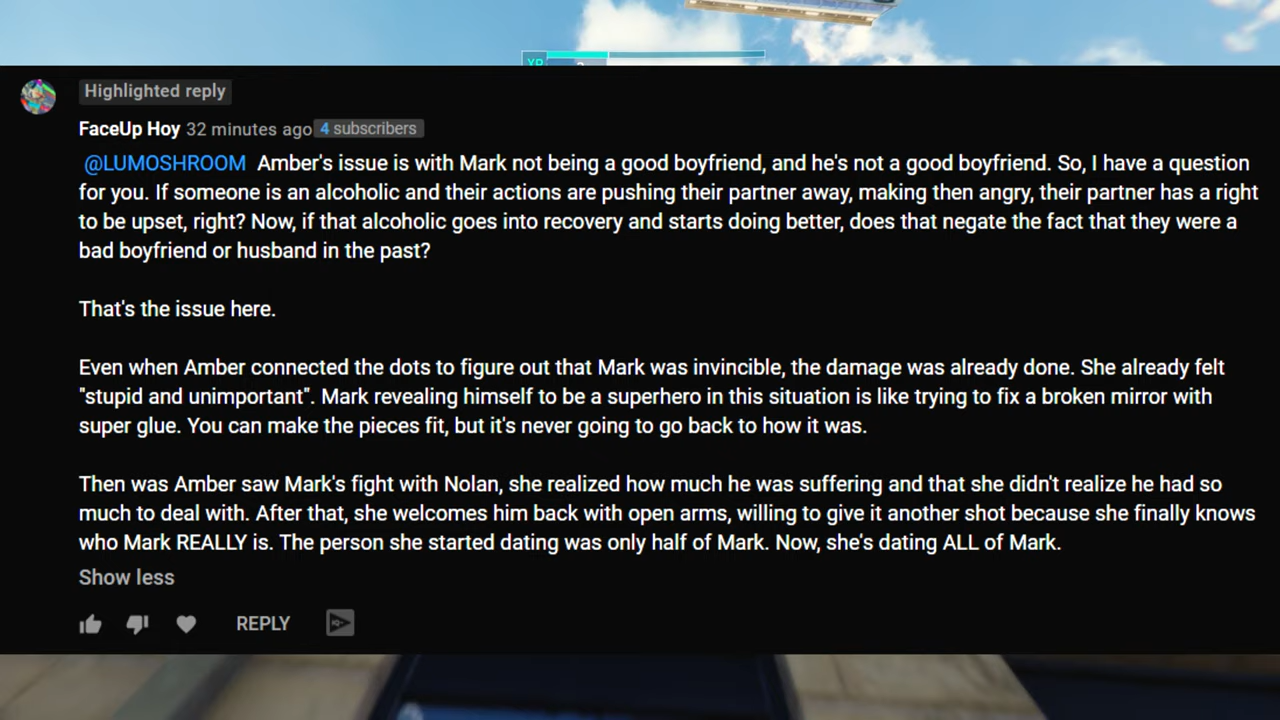 XP
Highlighted reply
FaceUp Hoy 32 minutes ago 4 subscribers
@LUMOSHROOM Amber's issue is with Mark not being a good boyfriend, and he's not a good boyfriend. So, I have a question
for you. If someone is an alcoholic and their actions are pushing their partner away, making then angry, their partner has a right
to be upset, right? Now, if that alcoholic goes into recovery and starts doing better, does that negate the fact that they were a
bad boyfriend or husband in the past?
That's the issue here.
Even when Amber connected the dots to figure out that Mark was invincible, the damage was already done. She already felt
"stupid and unimportant". Mark revealing himself to be a superhero in this situation is like trying to fix a broken mirror with
super glue. You can make the pieces fit, but it's never going to go back to how it was.
Then was Amber saw Mark's fight with Nolan, she realized how much he was suffering and that she didn't realize he had so
much to deal with. After that, she welcomes him back with open arms, willing to give it another shot because she finally knows
who Mark REALLY is. The person she started dating was only half of Mark. Now, she's dating ALL of Mark.
Show less
REPLY